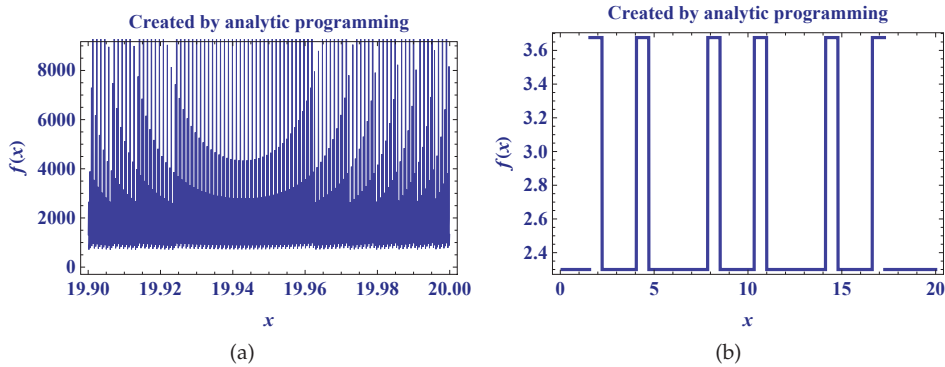 Created by analytic programming
f(x)
8000
6000
4000
2000
0
19.90 19.92 19.94 19.96 19.98 20.00
x
(a)
Created by analytic programming
f(x)
3.6
3.4
3.2
3.0
2.8
2.6
2.4
0 5 10 15 20
x
(b)